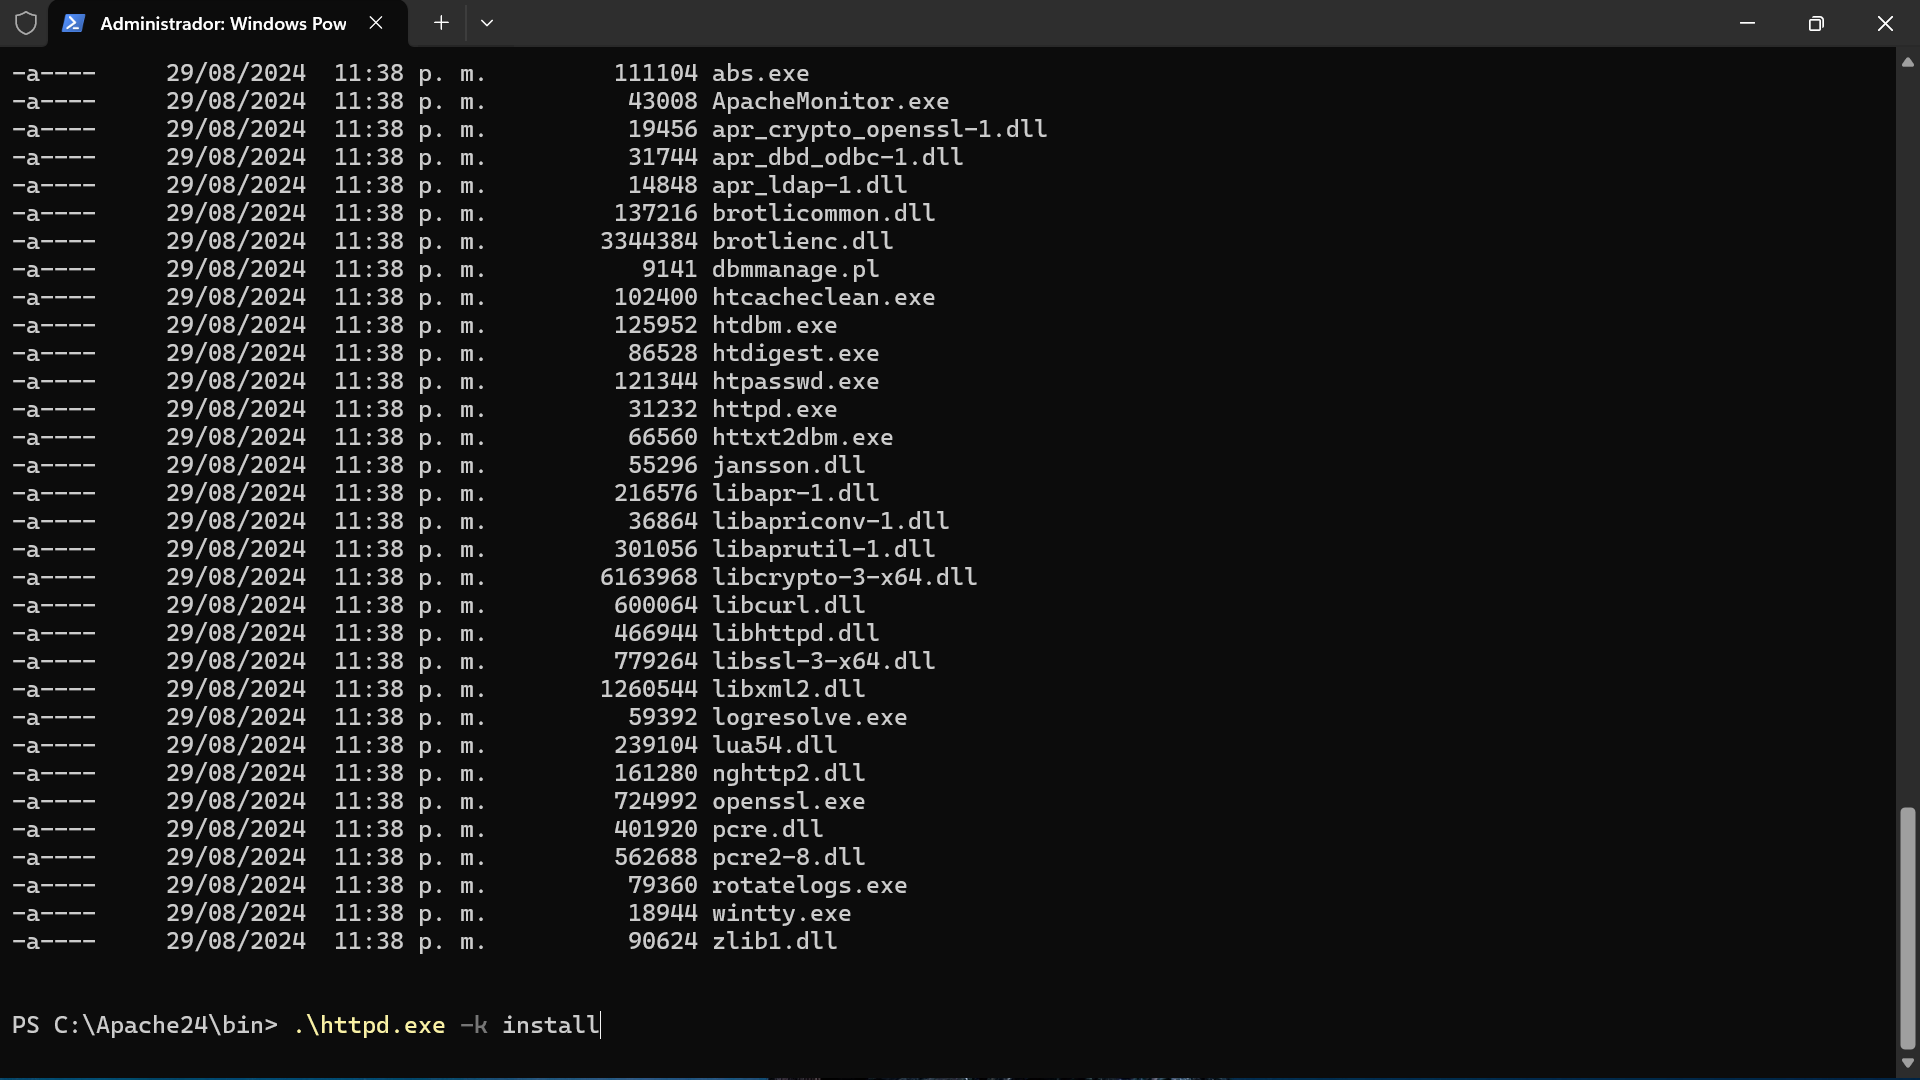 Administrador: Windows Pow
-a---- 29/08/2024 11:38 p. m. 111104 abs.exe
-a---- 29/08/2024 11:38 p. m. 43008 ApacheMonitor.exe
-a---- 29/08/2024 11:38 p. m. 19456 apr_crypto_openssl-1.dll
-a---- 29/08/2024 11:38 p. m. 31744 apr_dbd_odbc-1.dll
-a---- 29/08/2024 11:38 p. m. 14848 apr_ldap-1.dll
-a---- 29/08/2024 11:38 p. m. 137216 brotlicommon.dll
-a---- 29/08/2024 11:38 p. m. 3344384 brotlienc.dll
-a---- 29/08/2024 11:38 p. m. 9141 dbmmanage.pl
-a---- 29/08/2024 11:38 p. m. 102400 htcacheclean.exe
-a---- 29/08/2024 11:38 p. m. 125952 htdbm.exe
-a---- 29/08/2024 11:38 p. m. 86528 htdigest.exe
-a---- 29/08/2024 11:38 p. m. 121344 htpasswd.exe
-a---- 29/08/2024 11:38 p. m. 31232 httpd.exe
-a---- 29/08/2024 11:38 p. m. 66560 httxt2dbm.exe
-a---- 29/08/2024 11:38 p. m. 55296 jansson.dll
-a---- 29/08/2024 11:38 p. m. 216576 libapr-1.dll
-a---- 29/08/2024 11:38 p. m. 36864 libapriconv-1.dll
-a---- 29/08/2024 11:38 p. m. 301056 libaprutil-1.dll
-a---- 29/08/2024 11:38 p. m. 6163968 libcrypto-3-x64.dll
-a---- 29/08/2024 11:38 p. m. 600064 libcurl.dll
-a---- 29/08/2024 11:38 p. m. 466944 libhttpd.dll
-a---- 29/08/2024 11:38 p. m. 779264 libssl-3-x64.dll
-a---- 29/08/2024 11:38 p. m. 1260544 libxml2.dll
-a---- 29/08/2024 11:38 p. m. 59392 logresolve.exe
-a---- 29/08/2024 11:38 p. m. 239104 lua54.dll
-a---- 29/08/2024 11:38 p. m. 161280 nghttp2.dll
-a---- 29/08/2024 11:38 p. m. 724992 openssl.exe
-a---- 29/08/2024 11:38 p. m. 401920 pcre.dll
-a---- 29/08/2024 11:38 p. m. 562688 pcre2-8.dll
-a---- 29/08/2024 11:38 p. m. 79360 rotatelogs.exe
-a---- 29/08/2024 11:38 p. m. 18944 wintty.exe
-a---- 29/08/2024 11:38 p. m. 90624 zlib1.dll
PS C:\Apache24\bin> .\httpd.exe -k install